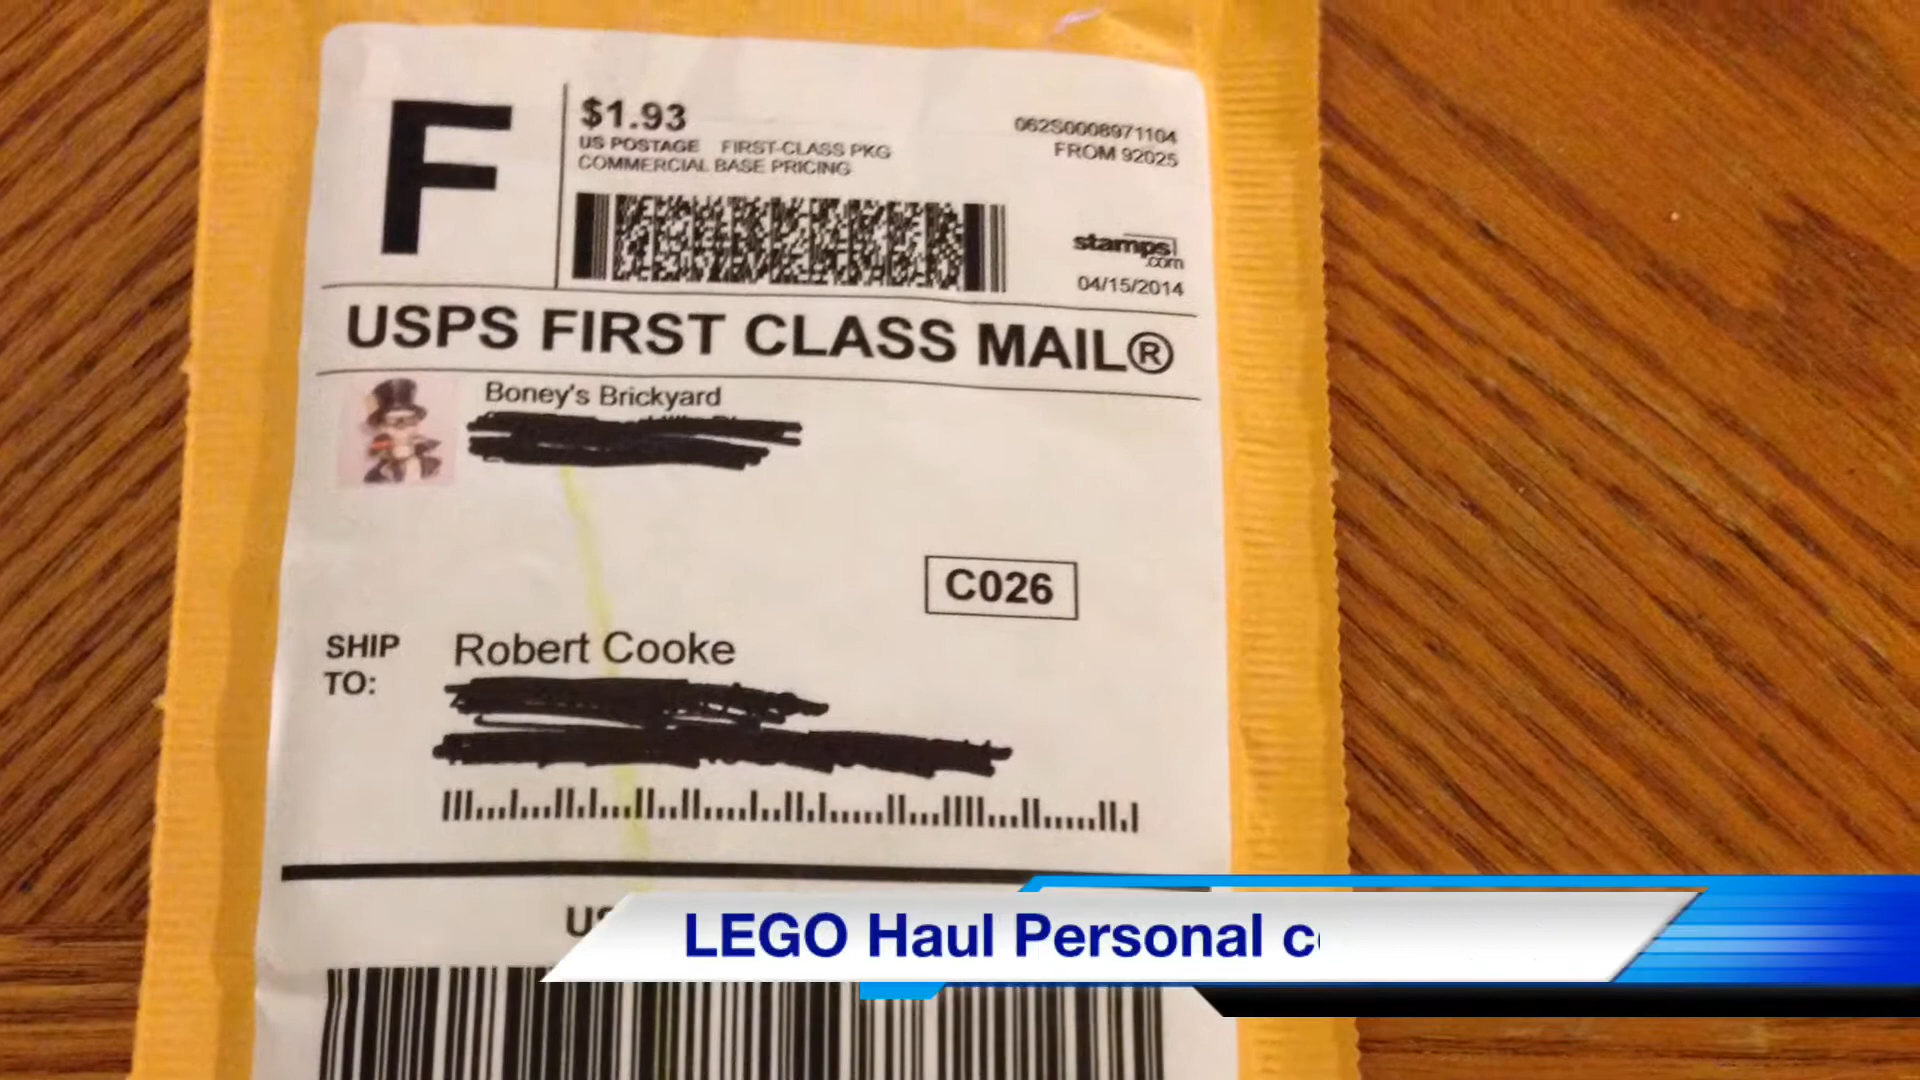 F
$1.93
US POSTAGE FIRST-CLASS PKG
COMMERCIAL BASE PRICING
062S0008971104
FROM 92025
stamps
.com
04/15/2014
USPS FIRST CLASS MAIL®
Boney's Brickyard
C026
SHIP
TO:
Robert Cooke
LEGO Haul Personal